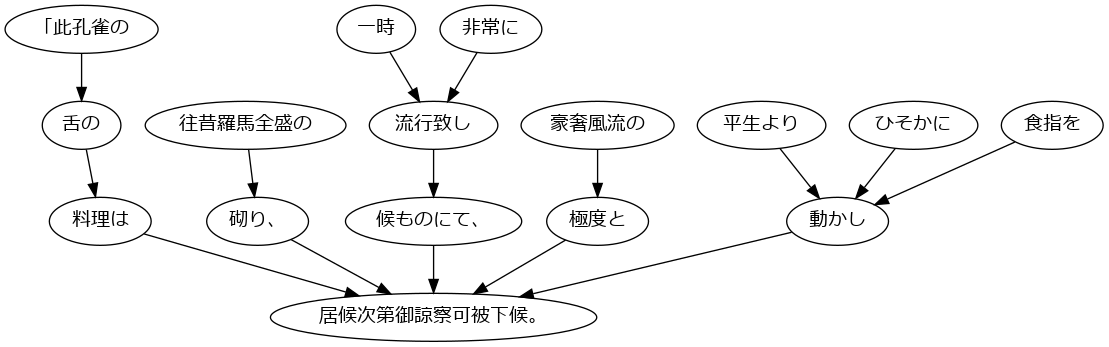 「此孔雀の
一時
非常に
舌の
往昔羅馬全盛の
流行致し
豪奢風流の
平生より
ひそかに
食指を
料理は
砌り、
候ものにて、
極度と
動かし
居候次第御諒察可被下候。